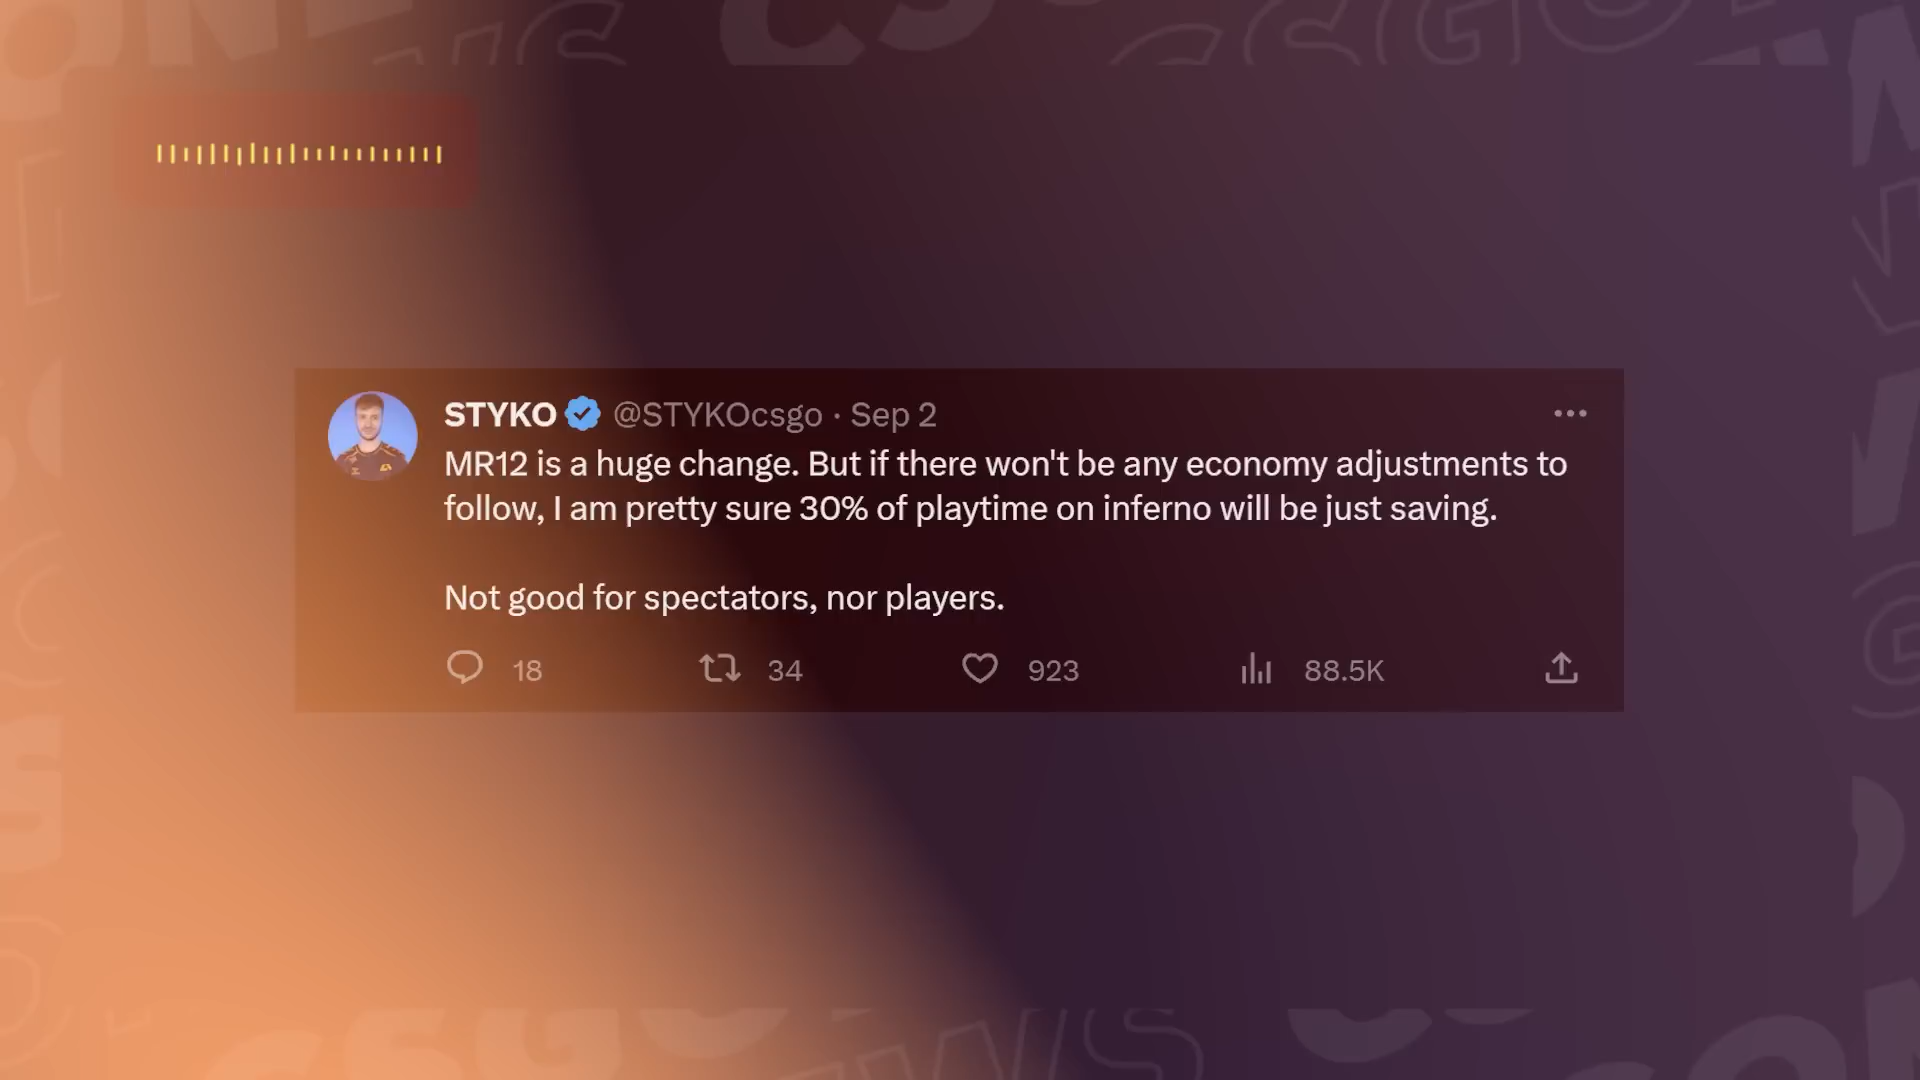 STYKO @STYKOcsgo · Sep 2
MR12 is a huge change. But if there won't be any economy adjustments to
follow, I am pretty sure 30% of playtime on inferno will be just saving.
Not good for spectators, nor players.
18 34 923 88.5K